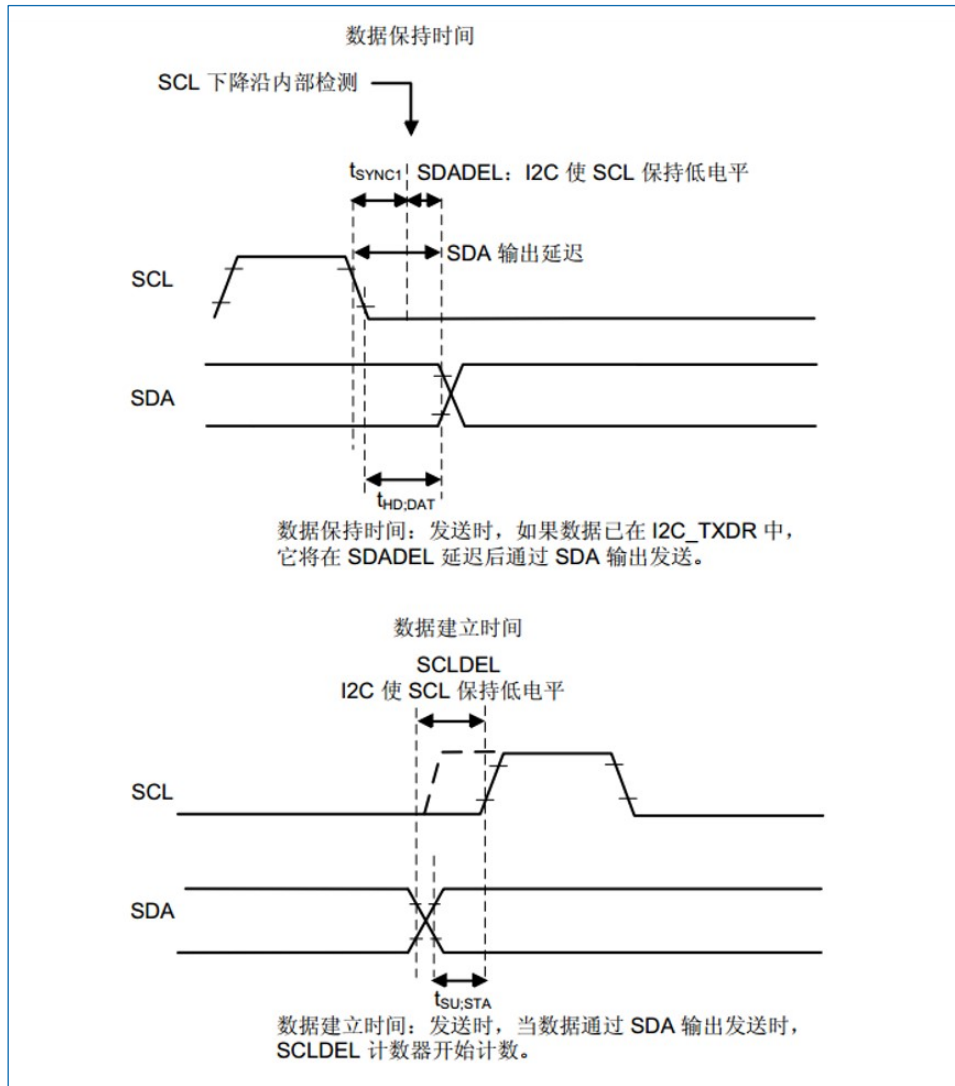 数据保持时间
SCL 下降沿内部检测
tSYNC1 SDADEL：I2C 使 SCL 保持低电平
SDA 输出延迟
SCL
SDA
tHD;DAT
数据保持时间：发送时，如果数据已在 I2C_TXDR 中，
它将在 SDADEL 延迟后通过 SDA 输出发送。
数据建立时间
SCLDEL
I2C 使 SCL 保持低电平
SCL
SDA
tSU;STA
数据建立时间：发送时，当数据通过 SDA 输出发送时，
SCLDEL 计数器开始计数。